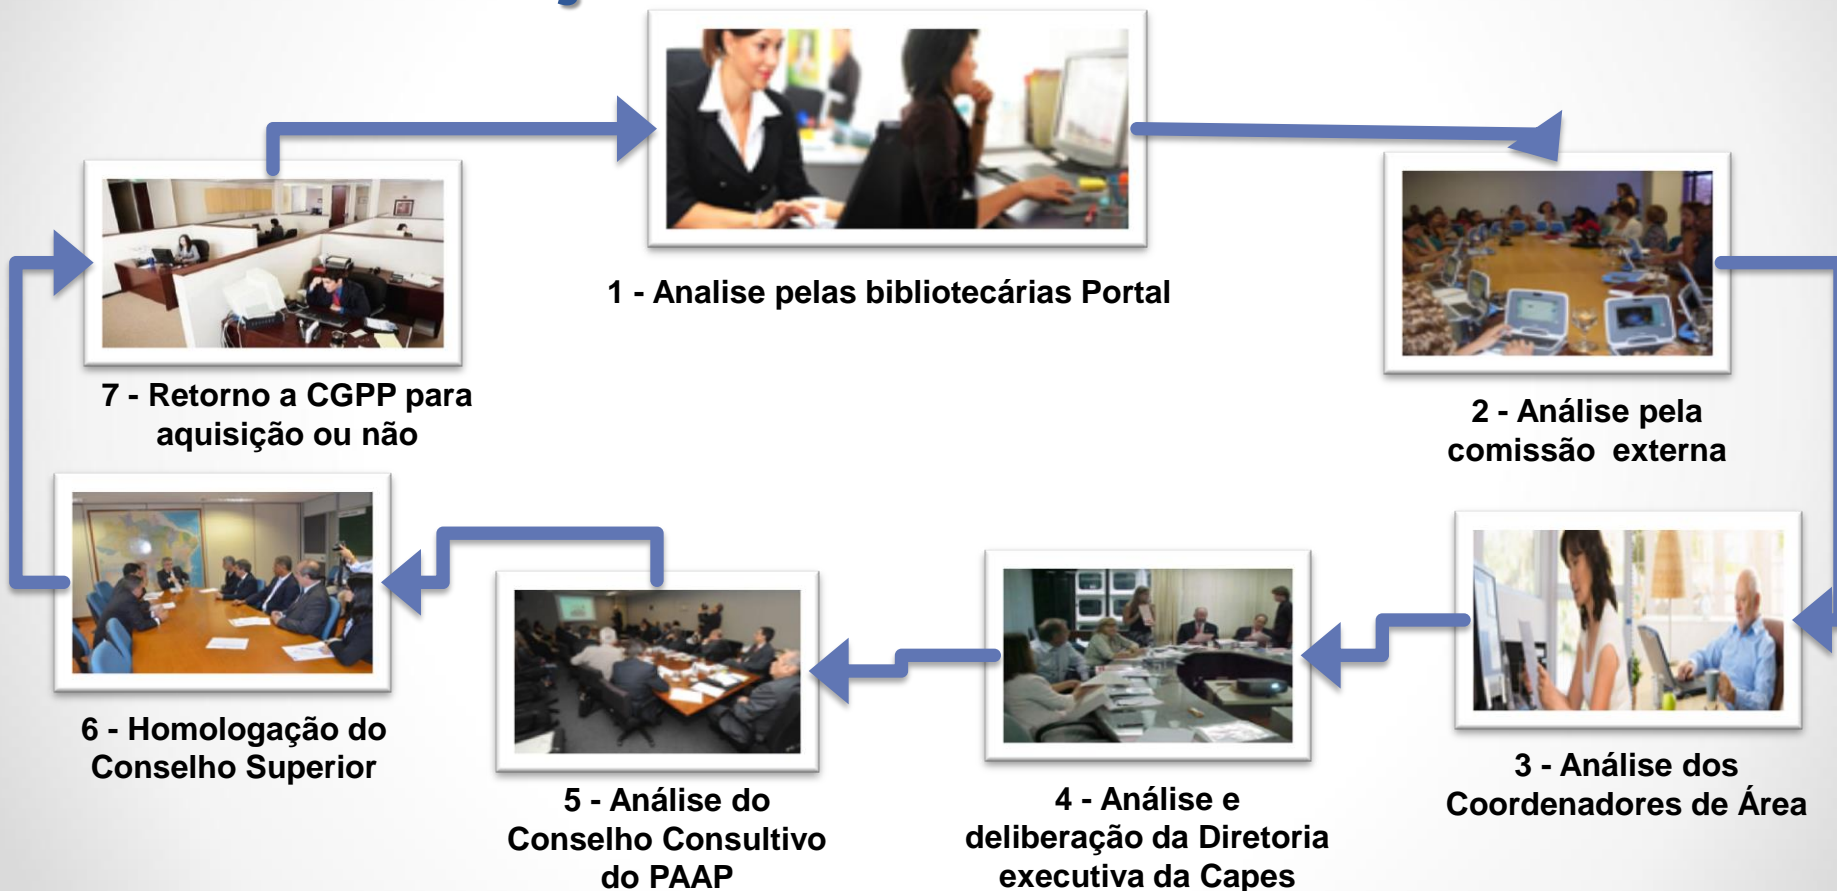 1 - Analise pelas bibliotecárias Portal
2 - Análise pela
comissão externa
3 - Análise dos
Coordenadores de Área
4 - Análise e
deliberação da Diretoria
executiva da Capes
5 - Análise do
Conselho Consultivo
do PAAP
6 - Homologação do
Conselho Superior
7 - Retorno a CGPP para
aquisição ou não